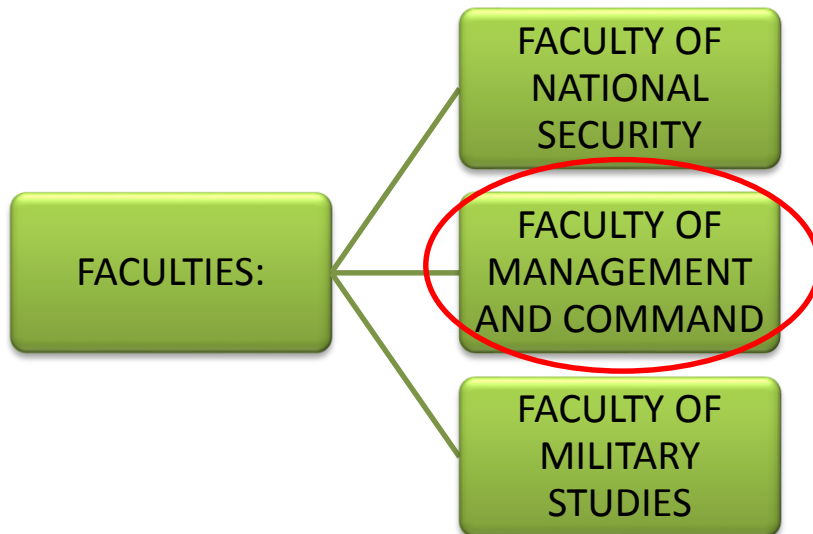 FACULTIES:
FACULTY OF
NATIONAL
SECURITY
FACULTY OF
MANAGEMENT
AND COMMAND
FACULTY OF
MILITARY
STUDIES